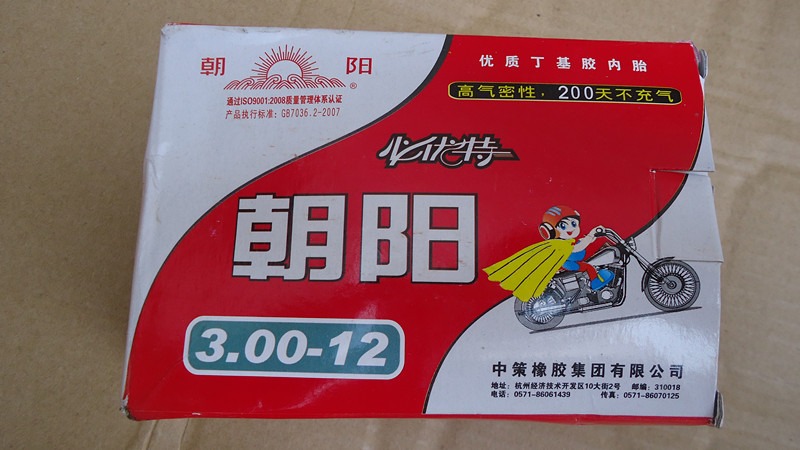 朝 阳
®
通过ISO9001:2008质量管理体系认证
产品执行标准: GB7036.2-2007
优质丁基胶内胎
高气密性，200天不充气
必优特
朝阳
3.00-12
中策橡胶集团有限公司
地址: 杭州经济技术开发区10大街2号 邮编: 310018
电话: 0571-86061439 传真: 0571-86070125